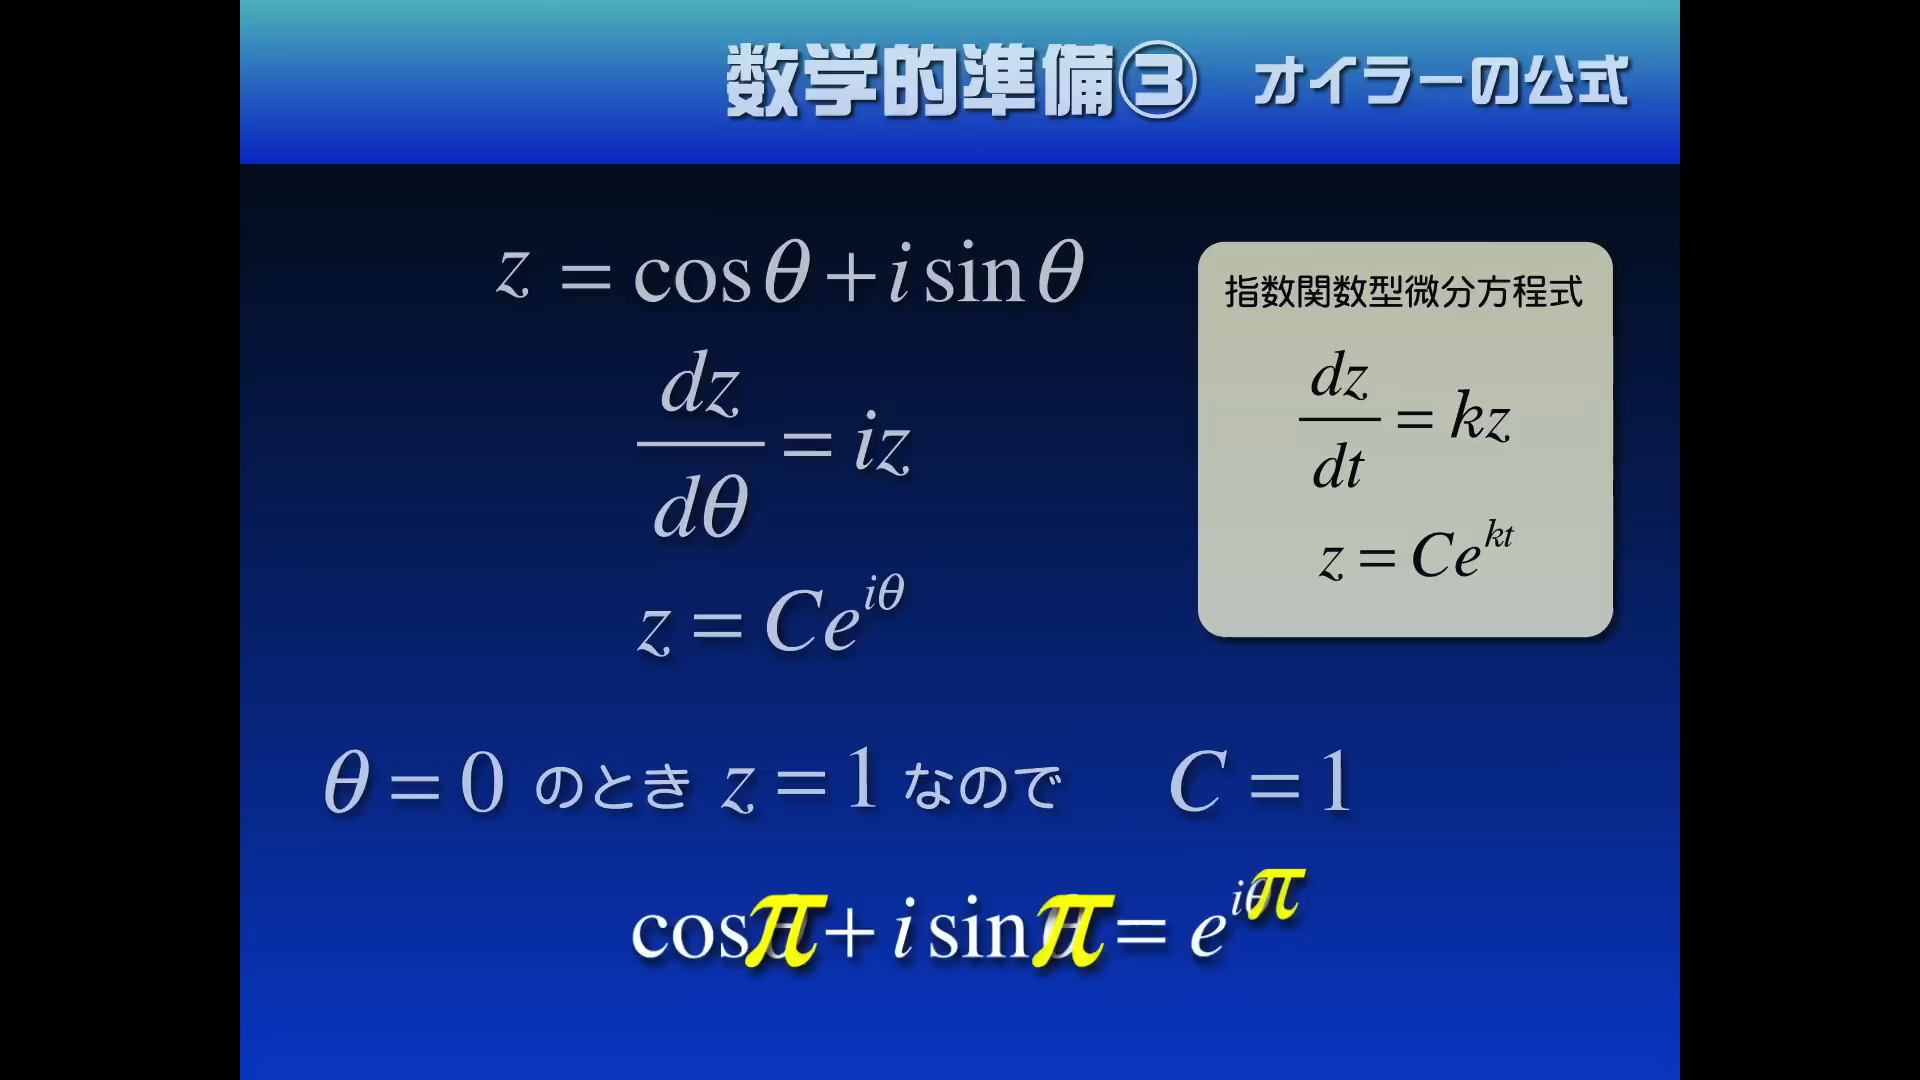 数学的準備③ オイラーの公式
z = cosθ + i sinθ
dz/dθ = iz
z = Ce^{iθ}
指数関数型微分方程式
dz/dt = kz
z = Ce^{kt}
θ = 0 のとき z = 1 なので C = 1
cosπ + i sinπ = e^{iπ}